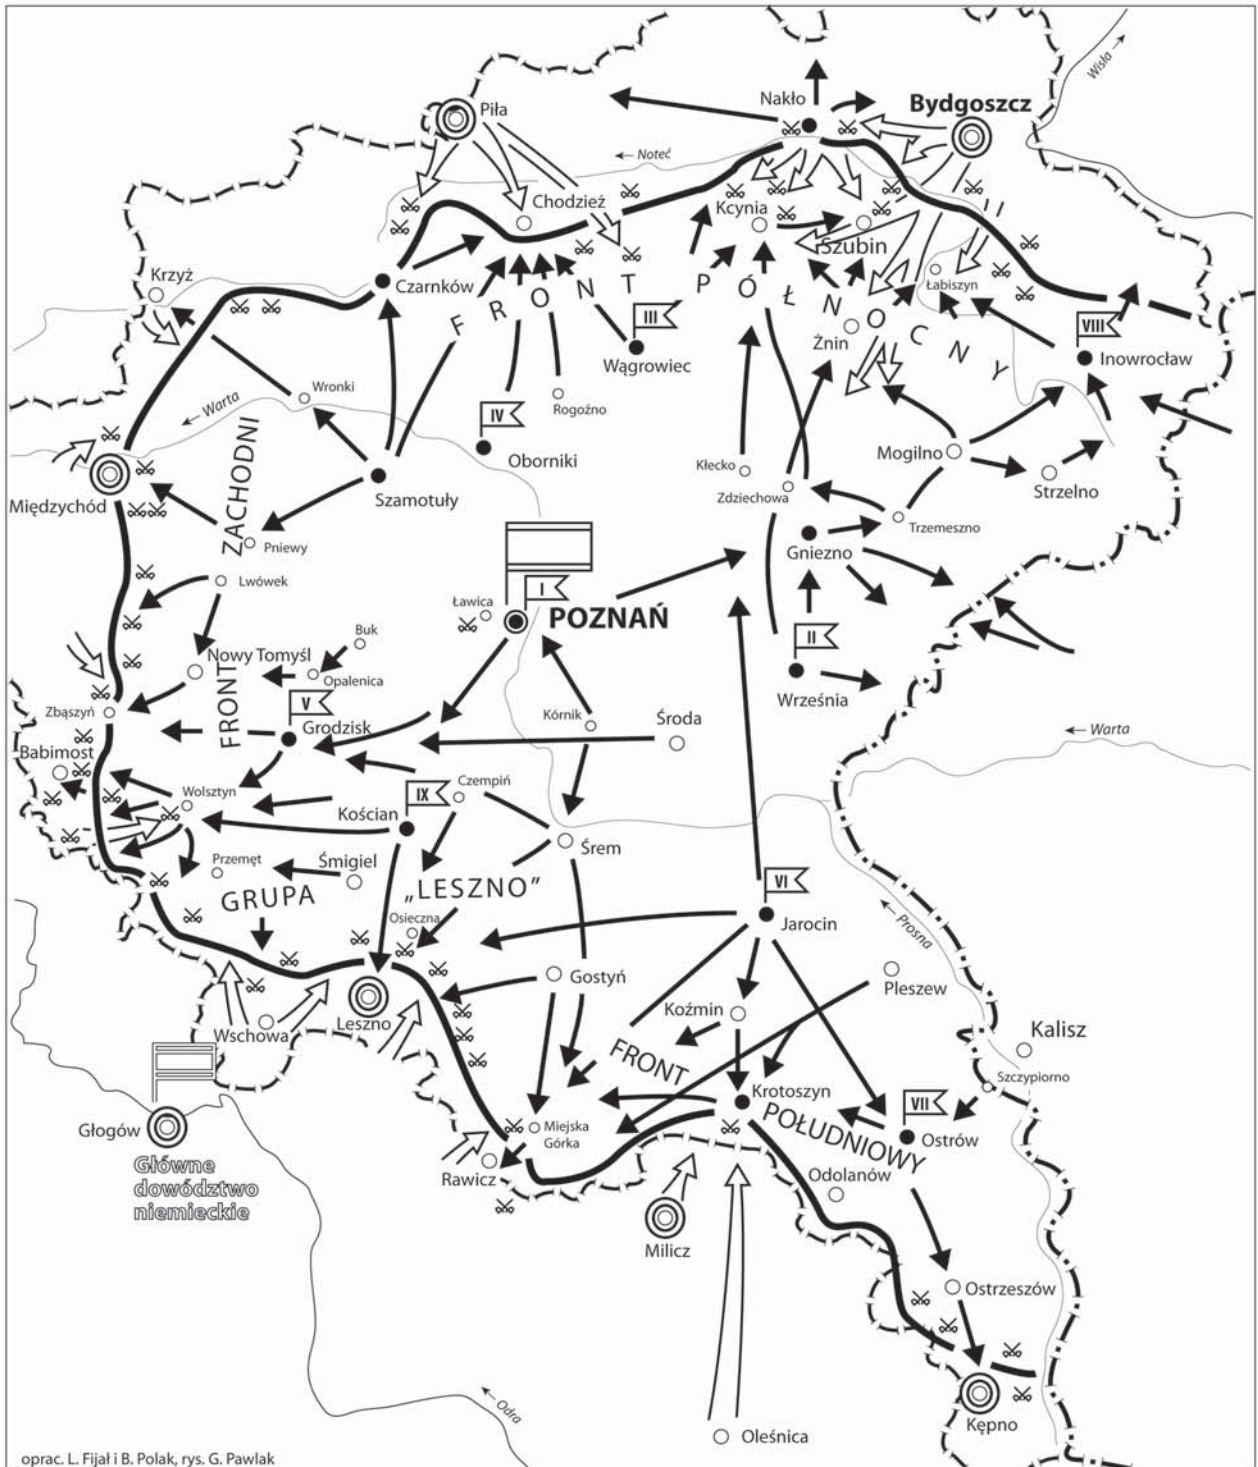 Wisła
Piła
Nakło
Bydgoszcz
Noteć
Chodzież
Kcynia
Szubin
Krzyż
Czarnków
Łabiszyn
FRONT PÓŁNOCNY
III
Wągrowiec
Żnin
VIII
Inowrocław
Wronki
Rogoźno
Warta
IV
Oborniki
Mogilno
Kłecko
Strzelno
Zdziechowa
Międzychód
Szamotuły
FRONT ZACHODNI
Pniewy
Trzemeszno
Gniezno
Lwówek
I
Ławica
POZNAŃ
Buk
II
Nowy Tomyśl
Opalenica
Września
V
Zbąszyń
Grodzisk
Kórnik
Środa
Warta
Babimost
Wolsztyn
IX
Czempiń
Kościan
Śrem
Przemęt
Śmigiel
GRUPA „LESZNO”
VI
Osieczna
Jarocin
Prosna
Gostyń
Pleszew
Koźmin
Leszno
Wschowa
Kalisz
FRONT POŁUDNIOWY
Szczypiorno
Krotoszyn
VII
Głogów
Miejska
Górka
Ostrów
Główne
dowództwo
niemieckie
Rawicz
Odolanów
Milicz
Ostrzeszów
Odra
Kępno
Oleśnica
oprac. L. Fijał i B. Polak, rys. G. Pawlak